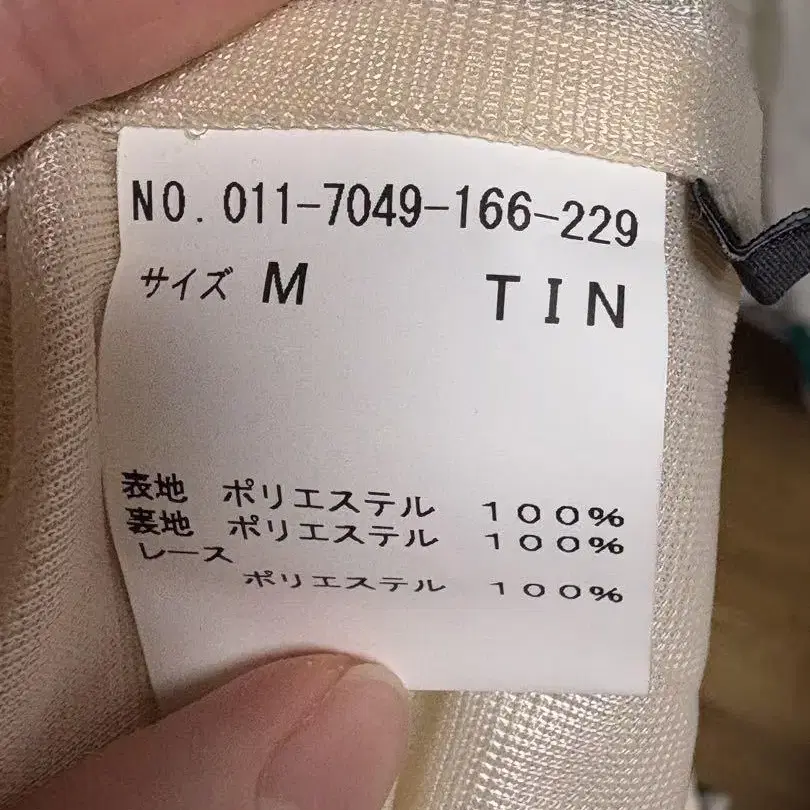 NO. 011-7049-166-229
サイズ M TIN
表地 ポリエステル 100%
裏地 ポリエステル 100%
レース
ポリエステル 100%